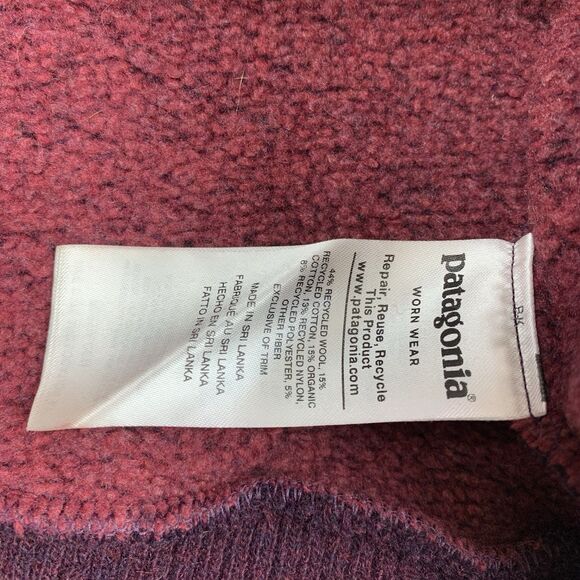 patagonia®
WORN WEAR
Repair, Reuse, Recycle
This Product
www.patagonia.com
44% RECYCLED WOOL, 15%
RECYCLED COTTON, 15% ORGANIC
COTTON, 13% RECYCLED NYLON,
8% RECYCLED POLYESTER, 5%
OTHER FIBER
EXCLUSIVE OF TRIM
MADE IN SRI LANKA
FABRIQUÉ AU SRI LANKA
HECHO EN SRI LANKA
FATTO IN SRI LANKA